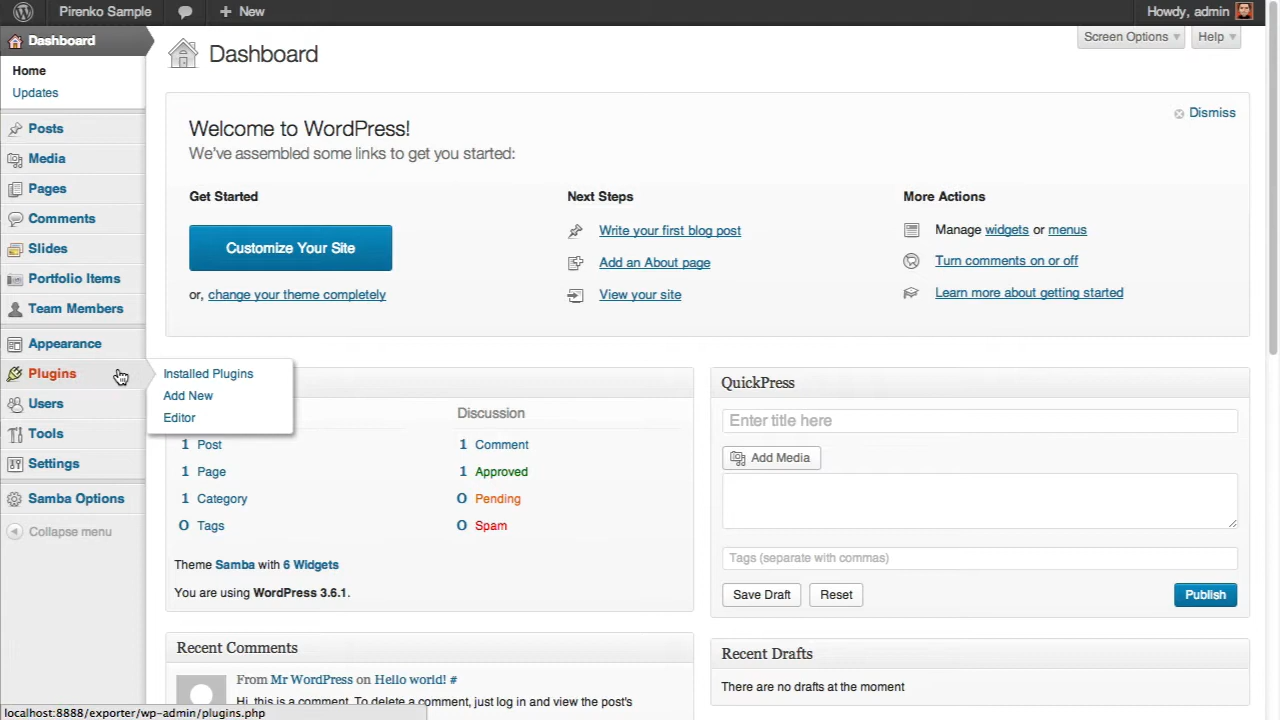 Pirenko Sample
New
Howdy, admin
Dashboard
Home
Updates
Posts
Media
Pages
Comments
Slides
Portfolio Items
Team Members
Appearance
Plugins
Users
Tools
Settings
Samba Options
Collapse menu
Installed Plugins
Add New
Editor
Screen Options
Help
Dashboard
Dismiss
Welcome to WordPress!
We've assembled some links to get you started:
Get Started
Customize Your Site
or, change your theme completely
Next Steps
Write your first blog post
Add an About page
View your site
More Actions
Manage widgets or menus
Turn comments on or off
Learn more about getting started
Discussion
1 Post
1 Comment
1 Page
1 Approved
1 Category
0 Pending
0 Tags
0 Spam
Theme Samba with 6 Widgets
You are using WordPress 3.6.1.
Recent Comments
From Mr WordPress on Hello world! #
Hi, this is a comment. To delete a comment, just log in and view the post's
QuickPress
Enter title here
Add Media
Tags (separate with commas)
Save Draft
Reset
Publish
Recent Drafts
There are no drafts at the moment
localhost:8888/exporter/wp-admin/plugins.php